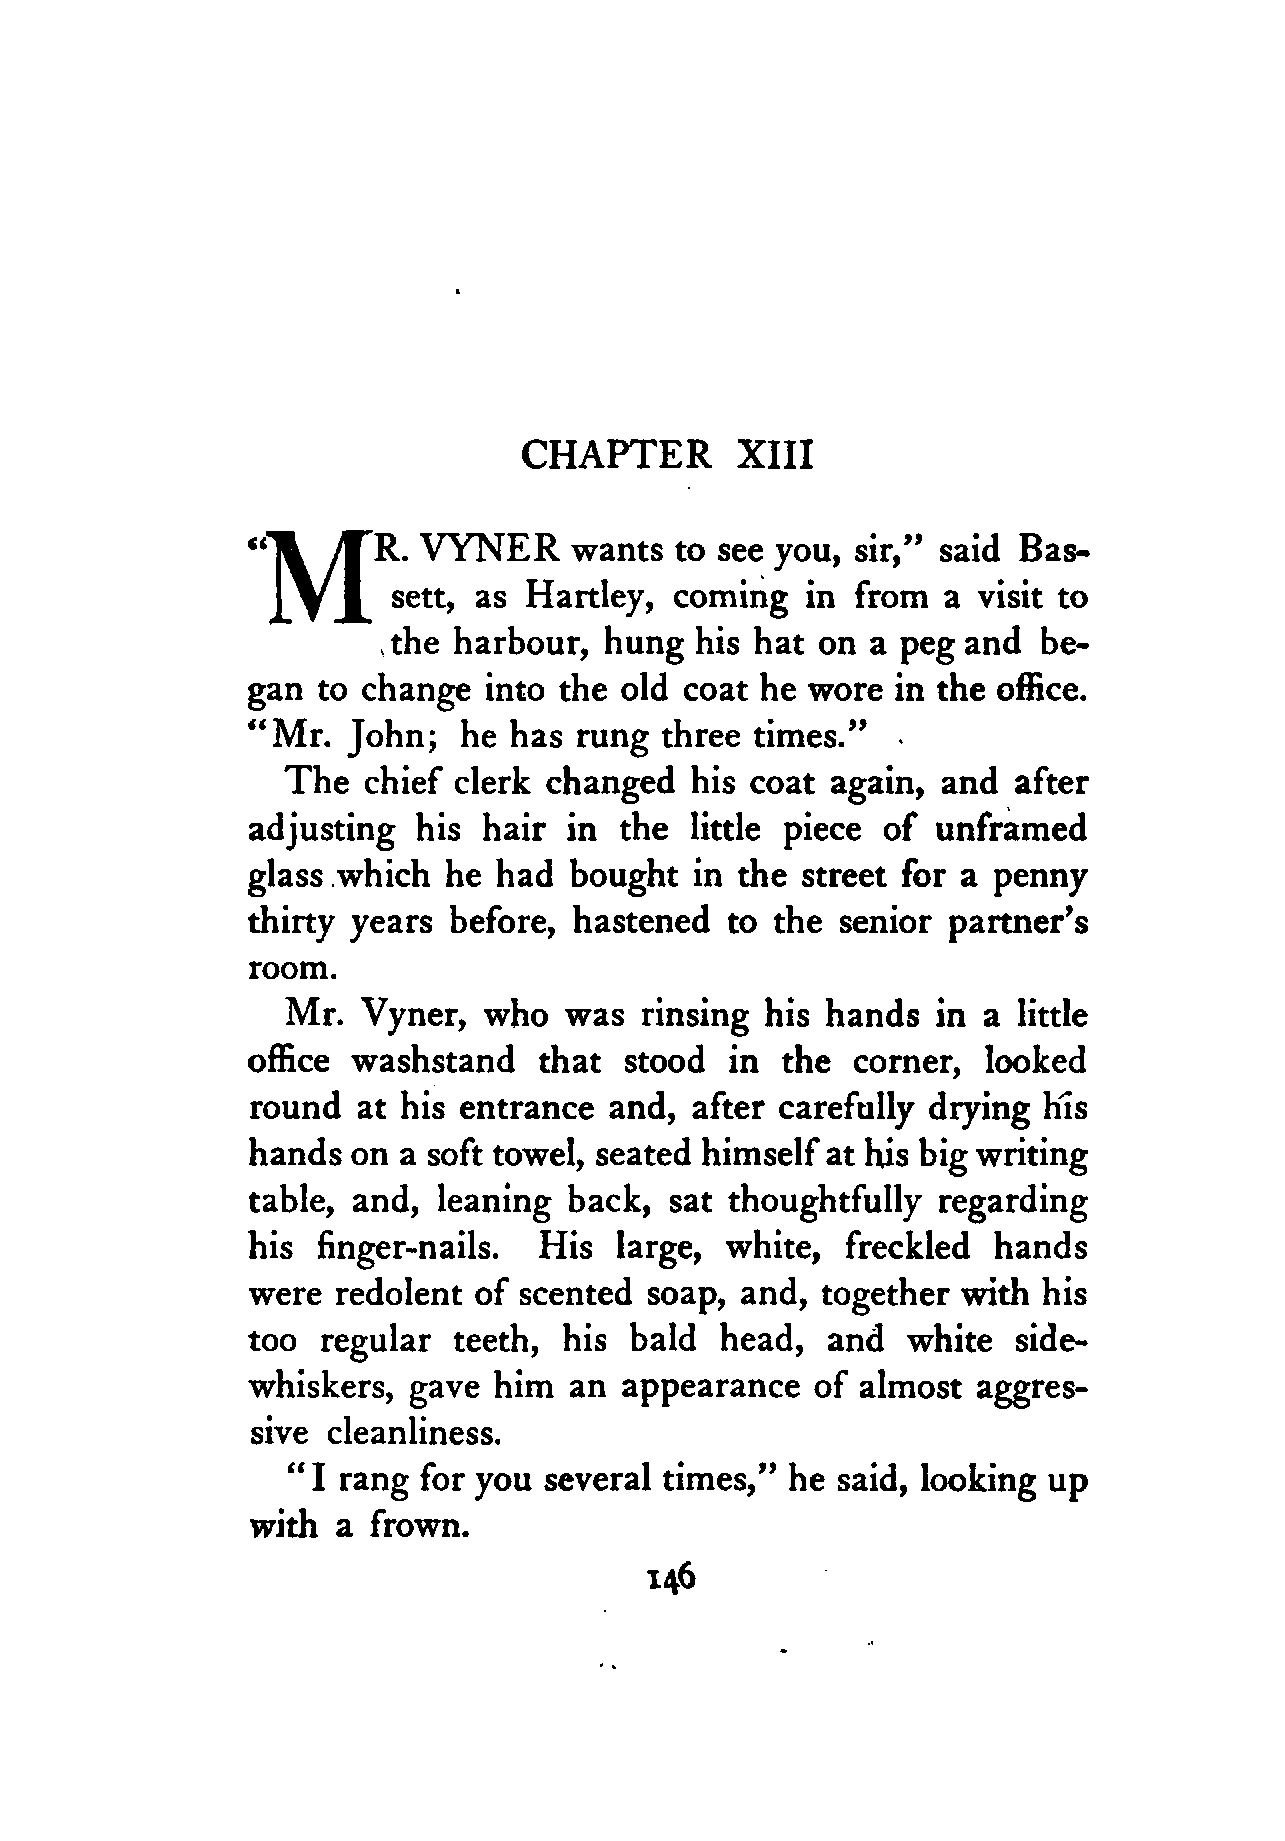 CHAPTER XIII
“MR. VYNER wants to see you, sir,” said Bas-
sett, as Hartley, coming in from a visit to
the harbour, hung his hat on a peg and be-
gan to change into the old coat he wore in the office.
“Mr. John; he has rung three times.”
The chief clerk changed his coat again, and after
adjusting his hair in the little piece of unframed
glass which he had bought in the street for a penny
thirty years before, hastened to the senior partner’s
room.
Mr. Vyner, who was rinsing his hands in a little
office washstand that stood in the corner, looked
round at his entrance and, after carefully drying his
hands on a soft towel, seated himself at his big writing
table, and, leaning back, sat thoughtfully regarding
his finger-nails. His large, white, freckled hands
were redolent of scented soap, and, together with his
too regular teeth, his bald head, and white side-
whiskers, gave him an appearance of almost aggres-
sive cleanliness.
“I rang for you several times,” he said, looking up
with a frown.
146